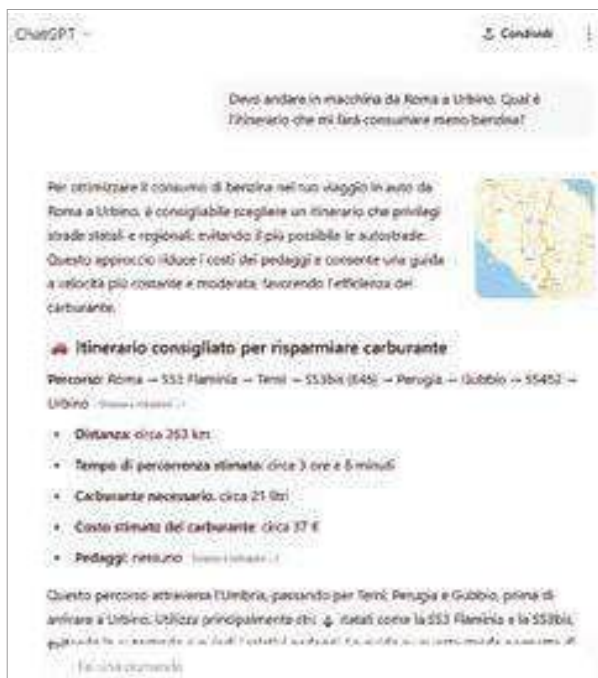 ChatGPT
Condividi
Devo andare in macchina da Roma a Urbino. Qual è
l'itinerario che mi farà consumare meno benzina?
Per ottimizzare il consumo di benzina nel tuo viaggio in auto da
Roma a Urbino, è consigliabile scegliere un itinerario che privilegi
strade statali e regionali, evitando il più possibile le autostrade.
Questo approccio riduce i costi dei pedaggi e consente una guida
a velocità più costante e moderata, favorendo l'efficienza del
carburante.
Itinerario consigliato per risparmiare carburante
Percorso: Roma → SS3 Flaminia → Terni → SS3bis (E45) → Perugia → Gubbio → SS452 →
Urbino
• Distanza: circa 263 km
• Tempo di percorrenza stimato: circa 3 ore e 6 minuti
• Carburante necessario: circa 21 litri
• Costo stimato del carburante: circa 37 €
• Pedaggi: nessuno
Questo percorso attraversa l'Umbria, passando per Terni, Perugia e Gubbio, prima di
arrivare a Urbino. Utilizza principalmente statali come la SS3 Flaminia e la SS3bis,
Fai una domanda